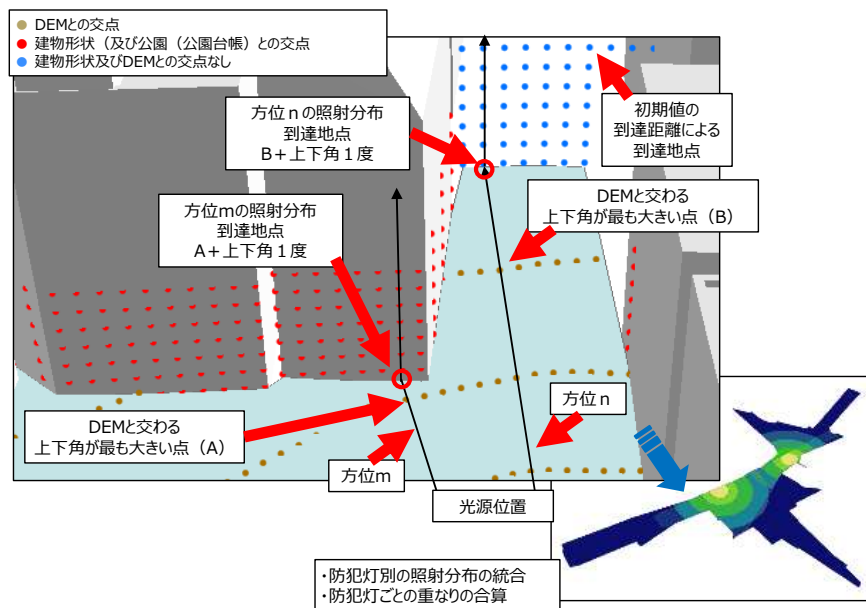 DEMとの交点
建物形状（及び公園（公園台帳）との交点
建物形状及びDEMとの交点なし
方位ｎの照射分布
到達地点
B＋上下角１度
初期値の
到達距離による
到達地点
方位mの照射分布
到達地点
A＋上下角１度
DEMと交わる
上下角が最も大きい点（B）
DEMと交わる
上下角が最も大きい点（A）
方位ｎ
方位m
光源位置
・防犯灯別の照射分布の統合
・防犯灯ごとの重なりの合算